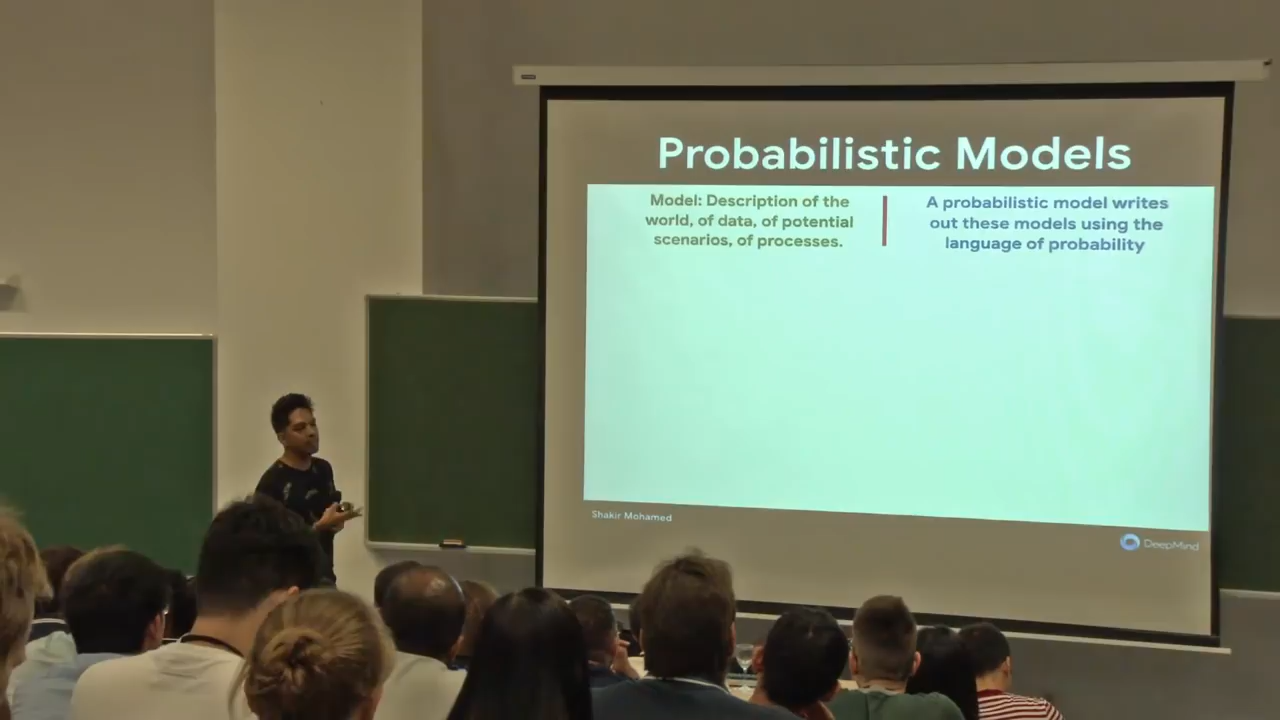 Probabilistic Models
Model: Description of the
world, of data, of potential
scenarios, of processes.
A probabilistic model writes
out these models using the
language of probability
Shakir Mohamed
DeepMind